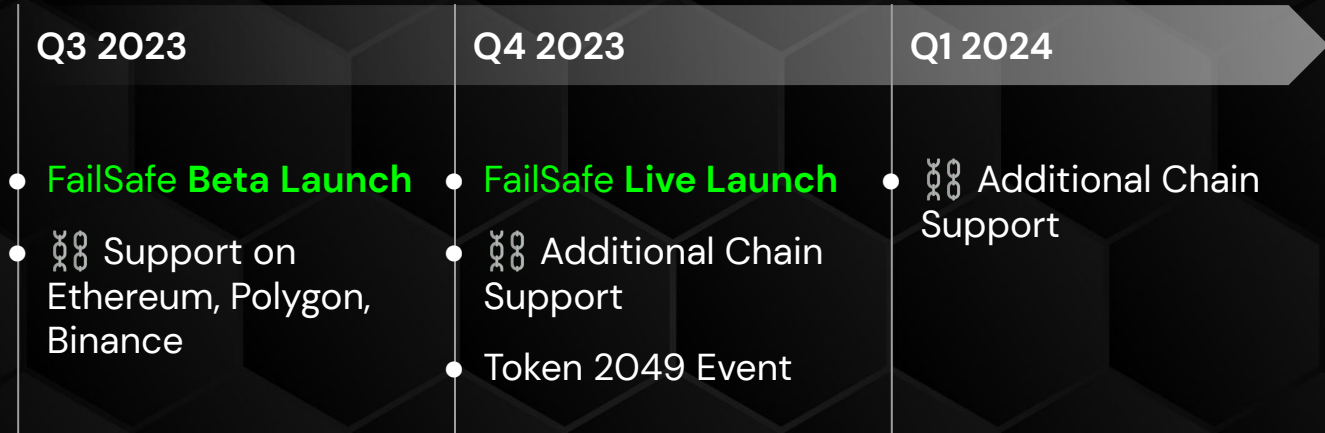 Q3 2023
FailSafe Beta Launch
⛓ Support on
Ethereum, Polygon,
Binance
Q4 2023
FailSafe Live Launch
⛓ Additional Chain
Support
Token 2049 Event
Q1 2024
⛓ Additional Chain
Support